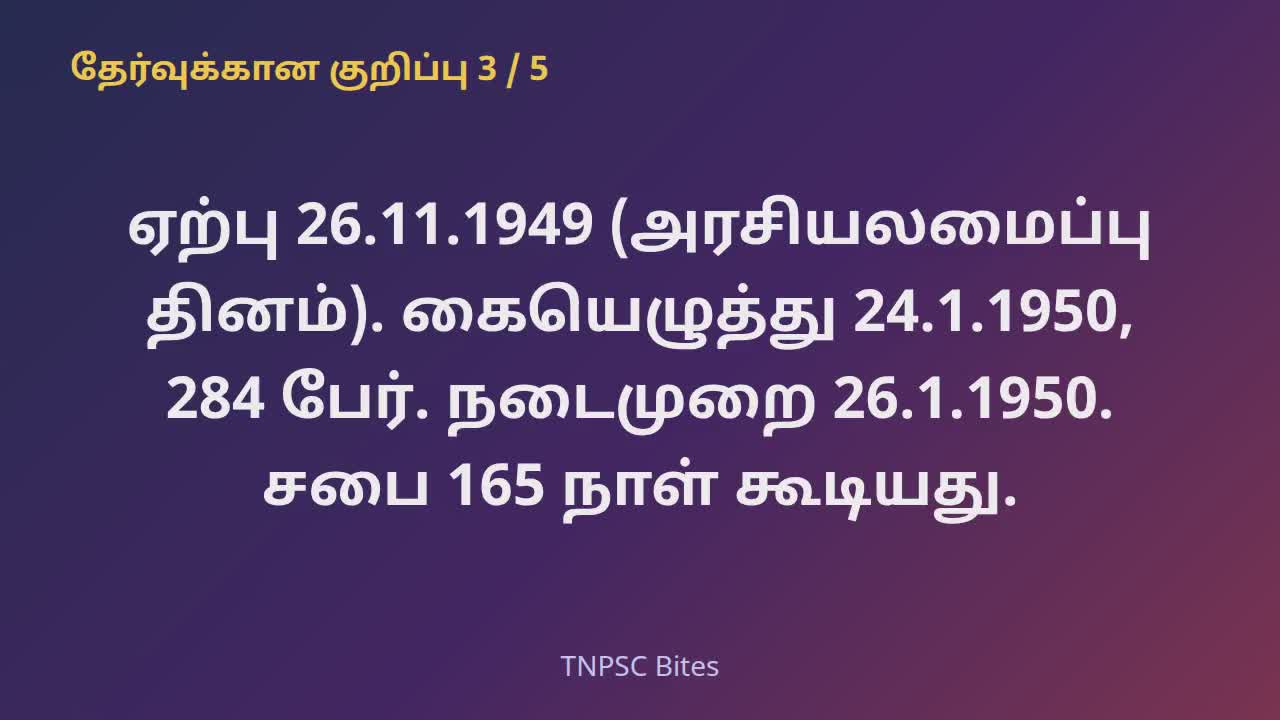 தேர்வுக்கான குறிப்பு 3 / 5
ஏற்பு 26.11.1949 (அரசியலமைப்பு
தினம்). கையெழுத்து 24.1.1950,
284 பேர். நடைமுறை 26.1.1950.
சபை 165 நாள் கூடியது.
TNPSC Bites